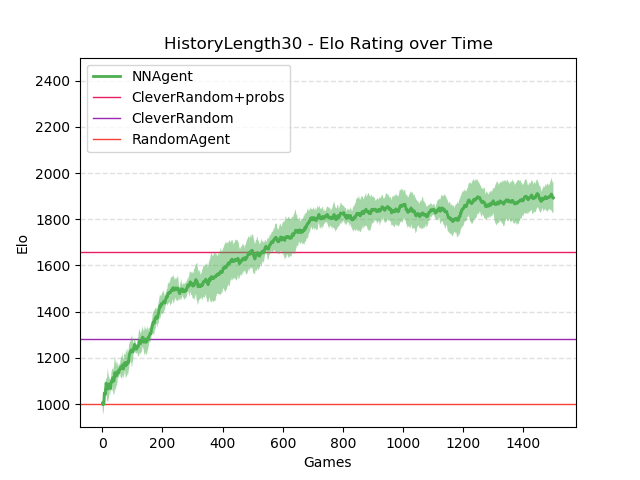 HistoryLength30 - Elo Rating over Time
NNAgent
CleverRandom+probs
CleverRandom
RandomAgent
2400
2200
2000
1800
1600
1400
1200
1000
Elo
0 200 400 600 800 1000 1200 1400
Games